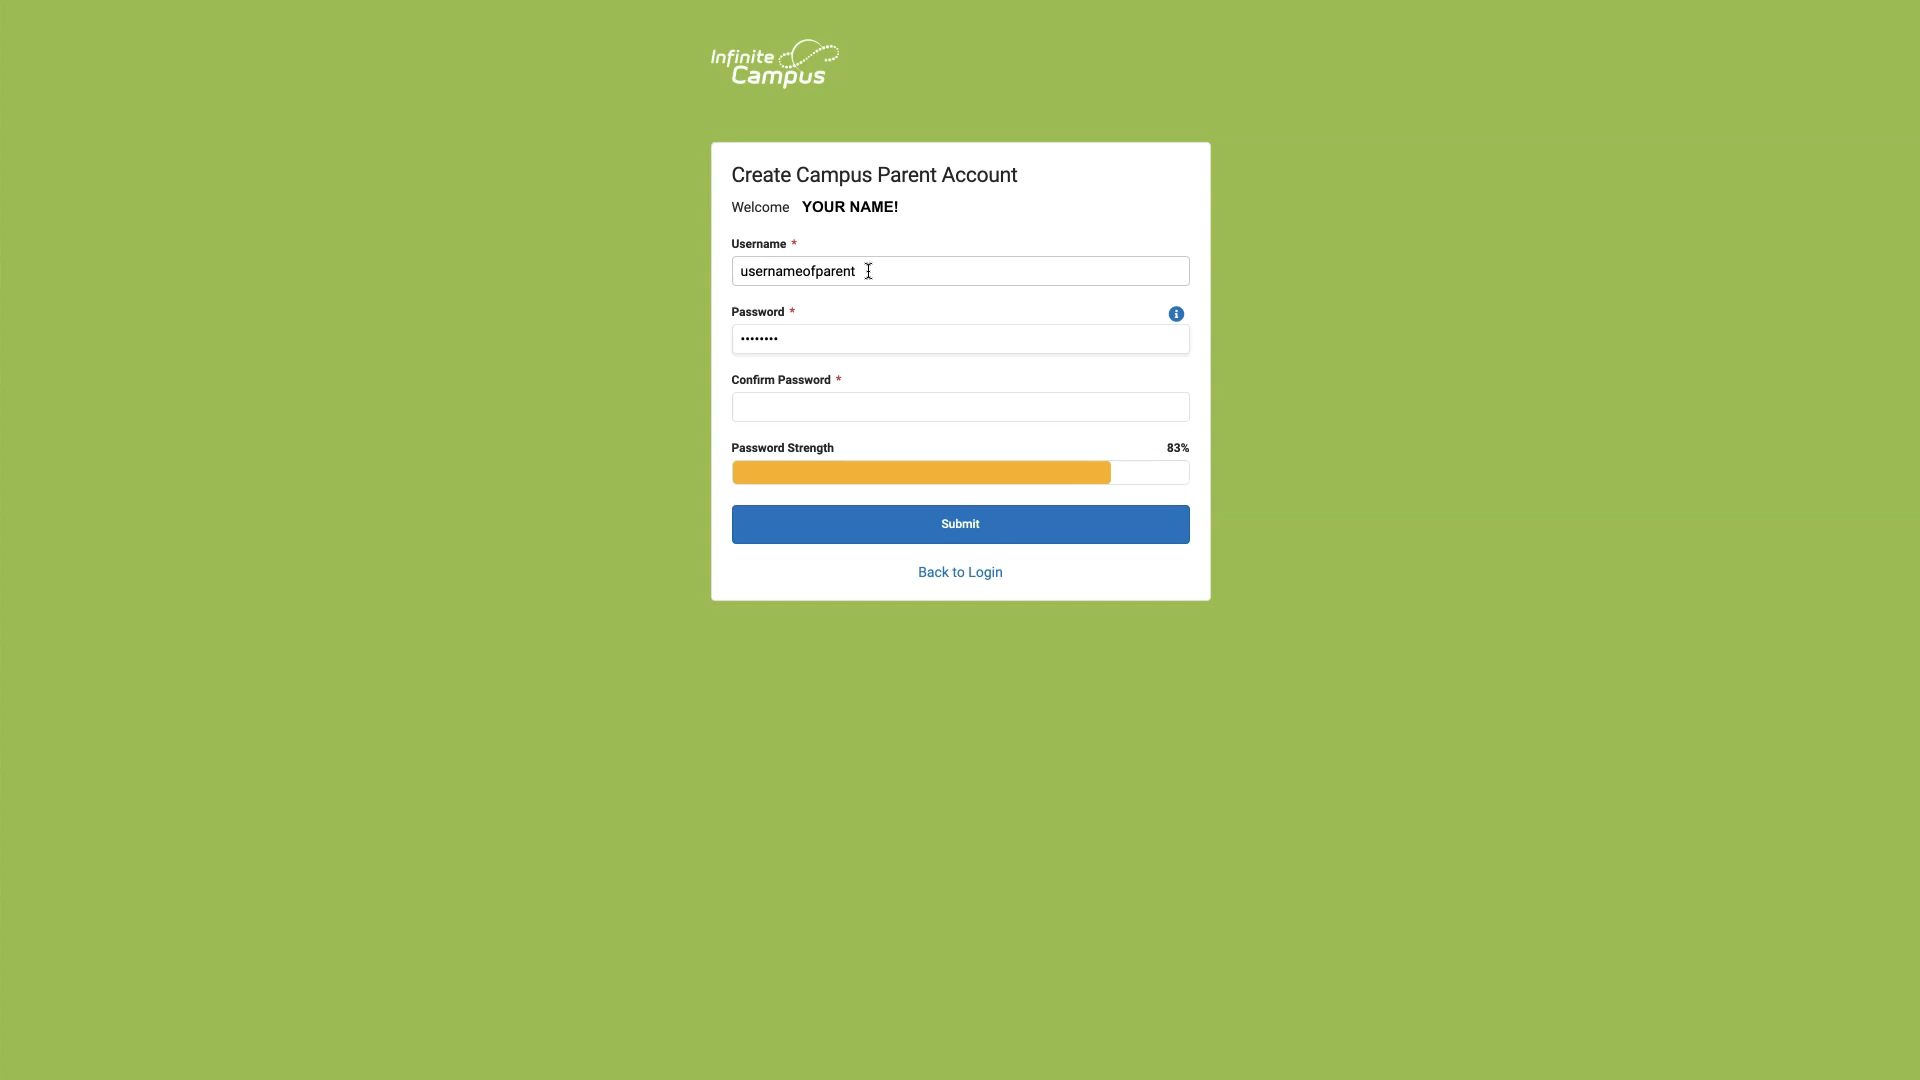 Infinite
Campus
Create Campus Parent Account
Welcome YOUR NAME!
Username *
usernameofparent
Password *
••••••••
Confirm Password *
Password Strength 83%
Submit
Back to Login